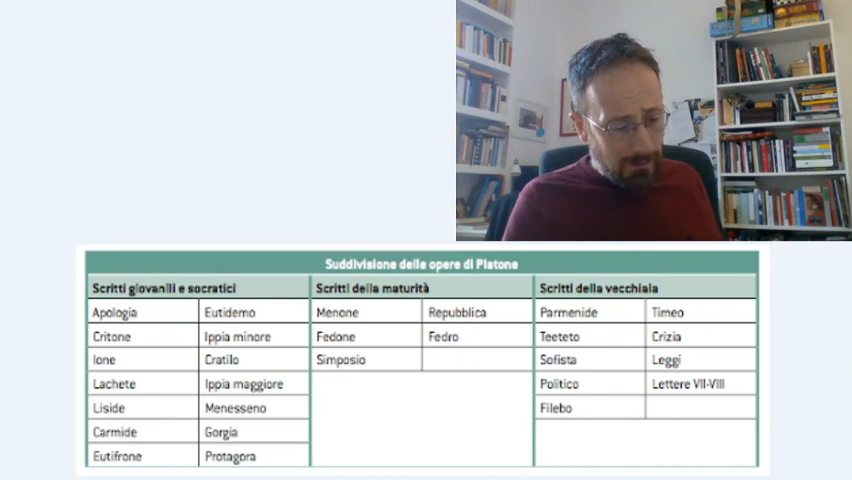 Suddivisione delle opere di Platone
Scritti giovanili e socratici Scritti della maturità Scritti della vecchiaia
Apologia Eutidemo Menone Repubblica Parmenide Timeo
Critone Ippia minore Fedone Fedro Teeteto Crizia
Ione Cratilo Simposio Sofista Leggi
Lachete Ippia maggiore Politico Lettere VII-VIII
Liside Menesseno Filebo
Carmide Gorgia
Eutifrone Protagora